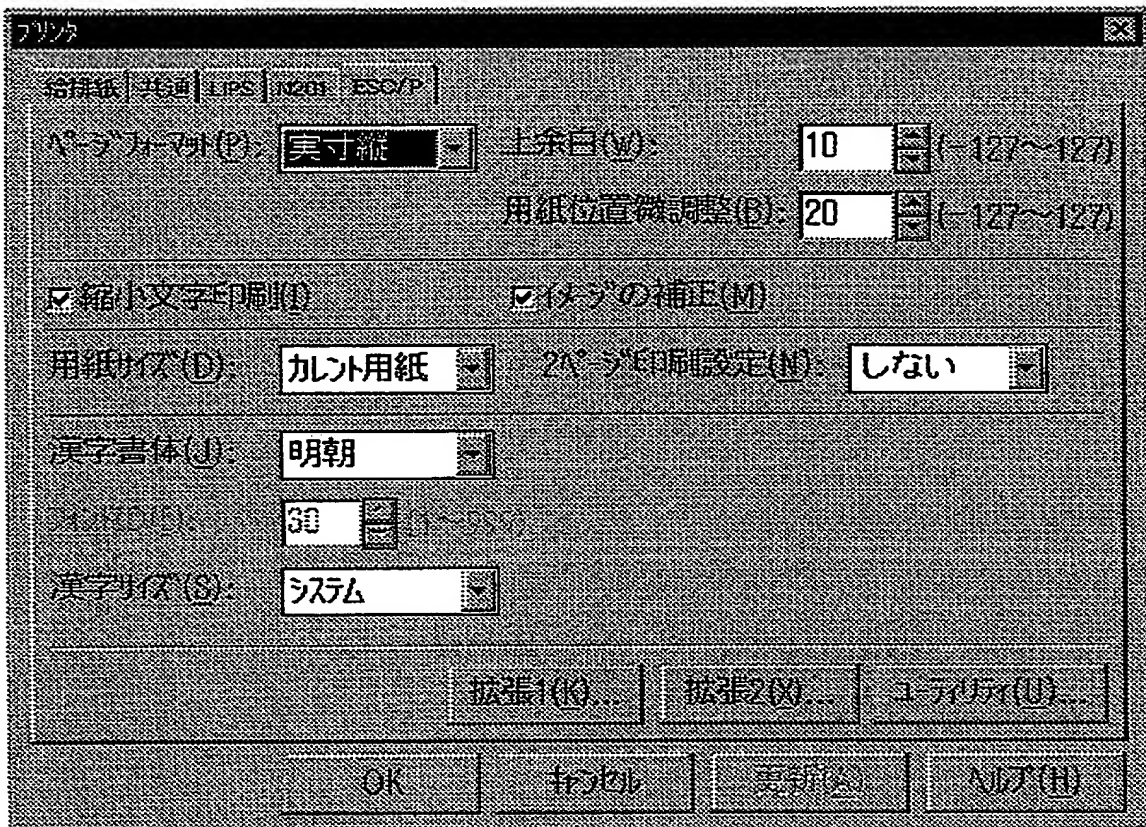 プリンタ
給排紙 共通 LIPS N201 ESC/P
ページフォーマット(P): 実寸縦 上余白(W): 10 (-127～127)
用紙位置微調整(B): 20 (-127～127)
縮小文字印刷(I) イメージの補正(M)
用紙サイズ(D): カレント用紙 2ページ印刷設定(N): しない
漢字書体(J): 明朝
30
漢字サイズ(S): システム
拡張1(K)... 拡張2(X)... ユーティリティ(U)...
OK キャンセル 更新(A) ヘルプ(H)